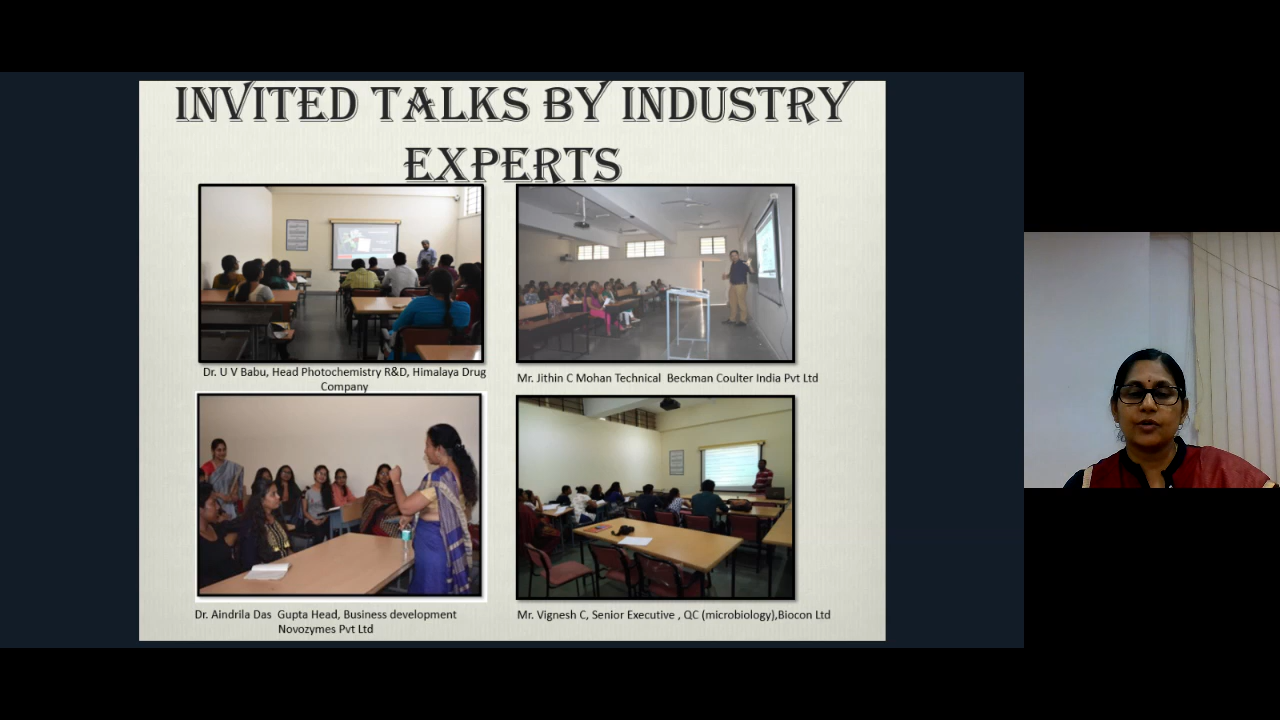 INVITED TALKS BY INDUSTRY
EXPERTS
Dr. U V Babu, Head Photochemistry R&D, Himalaya Drug
Company
Mr. Jithin C Mohan Technical  Beckman Coulter India Pvt Ltd
Dr. Aindrila Das  Gupta Head, Business development
Novozymes Pvt Ltd
Mr. Vignesh C, Senior Executive , QC (microbiology),Biocon Ltd